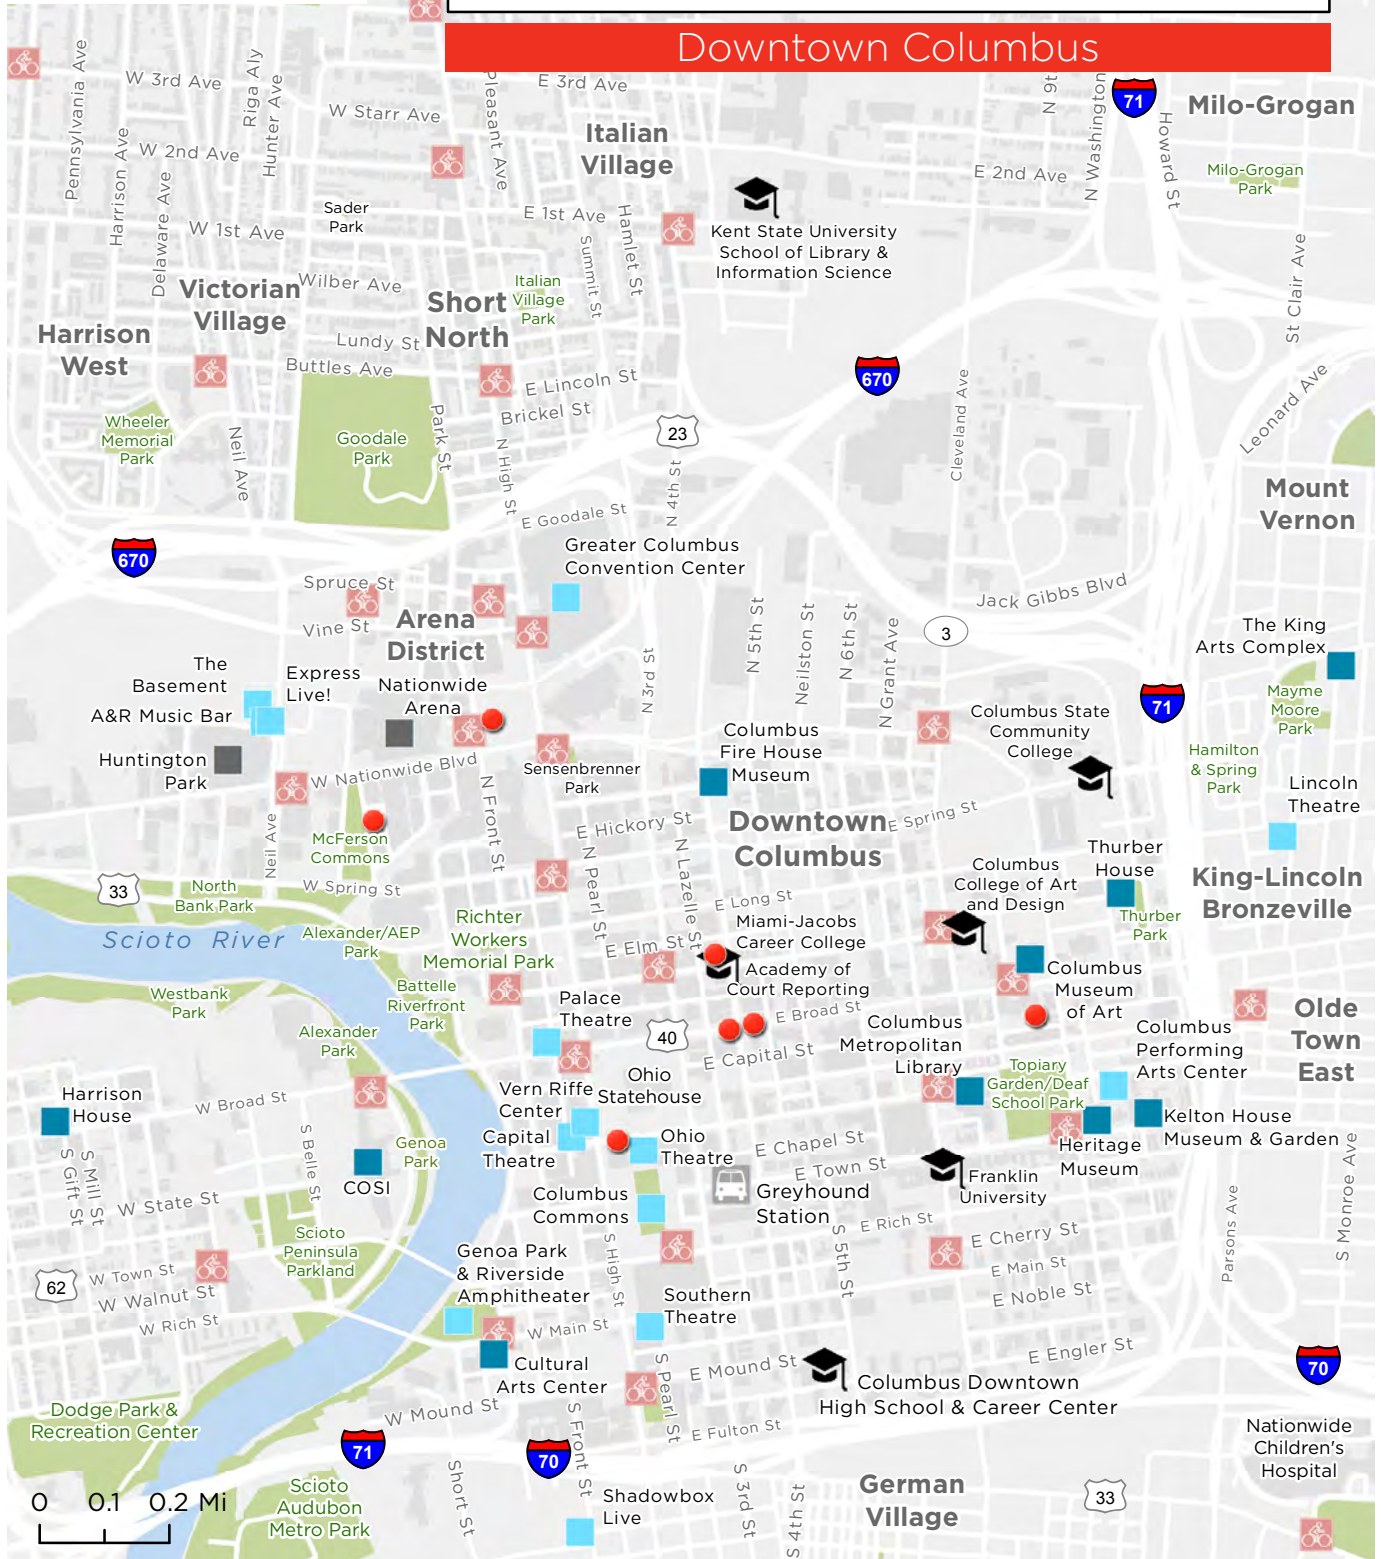 Downtown Columbus
Pennsylvania Ave
W 3rd Ave
Riga Aly
Hunter Ave
W Starr Ave
Pleasant Ave
E 3rd Ave
Italian
Village
N 9th
N Washington
71
Howard St
Milo-Grogan
Harrison Ave
W 2nd Ave
Delaware Ave
Sader
Park
W 1st Ave
E 1st Ave
Hamlet St
Summit St
Kent State University
School of Library &
Information Science
E 2nd Ave
Milo-Grogan
Park
St Clair Ave
Victorian
Village
Wilber Ave
Short
North
Italian
Village
Park
Harrison
West
Lundy St
Buttles Ave
E Lincoln St
Brickel St
670
Cleveland Ave
Leonard Ave
Wheeler
Memorial
Park
Neil Ave
Goodale
Park
Park St
N High St
23
N 4th St
E Goodale St
Mount
Vernon
670
Greater Columbus
Convention Center
Spruce St
Vine St
Arena
District
N 5th St
Neilston St
N 6th St
N Grant Ave
Jack Gibbs Blvd
3
The King
Arts Complex
The
Basement
Express
Live!
A&R Music Bar
Nationwide
Arena
N 3rd St
Huntington
Park
W Nationwide Blvd
N Front St
Sensenbrenner
Park
Columbus
Fire House
Museum
Columbus State
Community
College
71
Mayme
Moore
Park
Hamilton
& Spring
Park
Lincoln
Theatre
Neil Ave
McFerson
Commons
E Hickory St
N Pearl St
N Lazelle St
Downtown
Columbus
E Spring St
Thurber
House
Columbus
College of Art
and Design
King-Lincoln
Bronzeville
33
North
Bank Park
W Spring St
E Long St
Thurber
Park
Scioto River
Alexander/AEP
Park
Richter
Workers
Memorial Park
E Elm St
Miami-Jacobs
Career College
Academy of
Court Reporting
Columbus
Museum
of Art
Westbank
Park
Battelle
Riverfront
Park
Palace
Theatre
40
E Broad St
E Capital St
Columbus
Metropolitan
Library
Columbus
Performing
Arts Center
Olde
Town
East
Alexander
Park
Topiary
Garden/Deaf
School Park
Harrison
House
W Broad St
Vern Riffe
Center
Ohio
Statehouse
Capital
Theatre
Ohio
Theatre
E Chapel St
E Town St
Heritage
Museum
Kelton House
Museum & Garden
S Gift St
S Mill St
S Belle St
Genoa
Park
COSI
Greyhound
Station
Franklin
University
W State St
Columbus
Commons
E Rich St
E Cherry St
Parsons Ave
S Monroe Ave
Scioto
Peninsula
Parkland
Genoa Park
& Riverside
Amphitheater
S High St
S 5th St
E Main St
E Noble St
62
W Town St
W Walnut St
W Rich St
W Main St
Southern
Theatre
E Engler St
Cultural
Arts Center
S Pearl St
E Mound St
Columbus Downtown
High School & Career Center
70
Dodge Park &
Recreation Center
W Mound St
S Front St
E Fulton St
71
70
Nationwide
Children's
Hospital
0 0.1 0.2 Mi
Scioto
Audubon
Metro Park
Short St
Shadowbox
Live
S 3rd St
S 4th St
German
Village
33